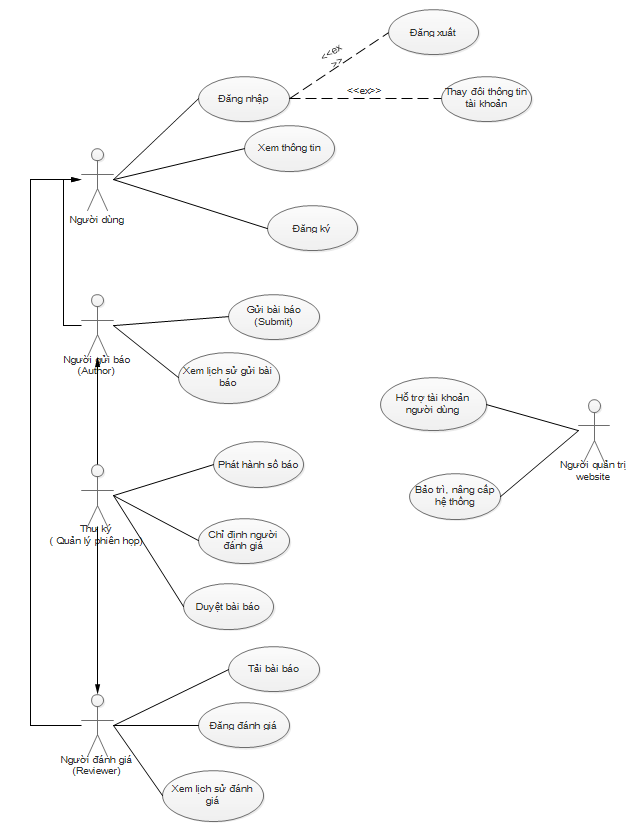 Đăng xuất
<<ex
>>
Đăng nhập
<<ex>>
Thay đổi thông tin
tài khoản
Xem thông tin
Người dùng
Đăng ký
Gửi bài báo
(Submit)
Người gửi báo
(Author)
Xem lịch sử gửi bài
báo
Hỗ trợ tài khoản
người dùng
Người quản trị
website
Phát hành số báo
Bảo trì, nâng cấp
hệ thống
Thư ký
( Quản lý phiên họp)
Chỉ định người
đánh giá
Duyệt bài báo
Tải bài báo
Đăng đánh giá
Người đánh giá
(Reviewer)
Xem lịch sử đánh
giá